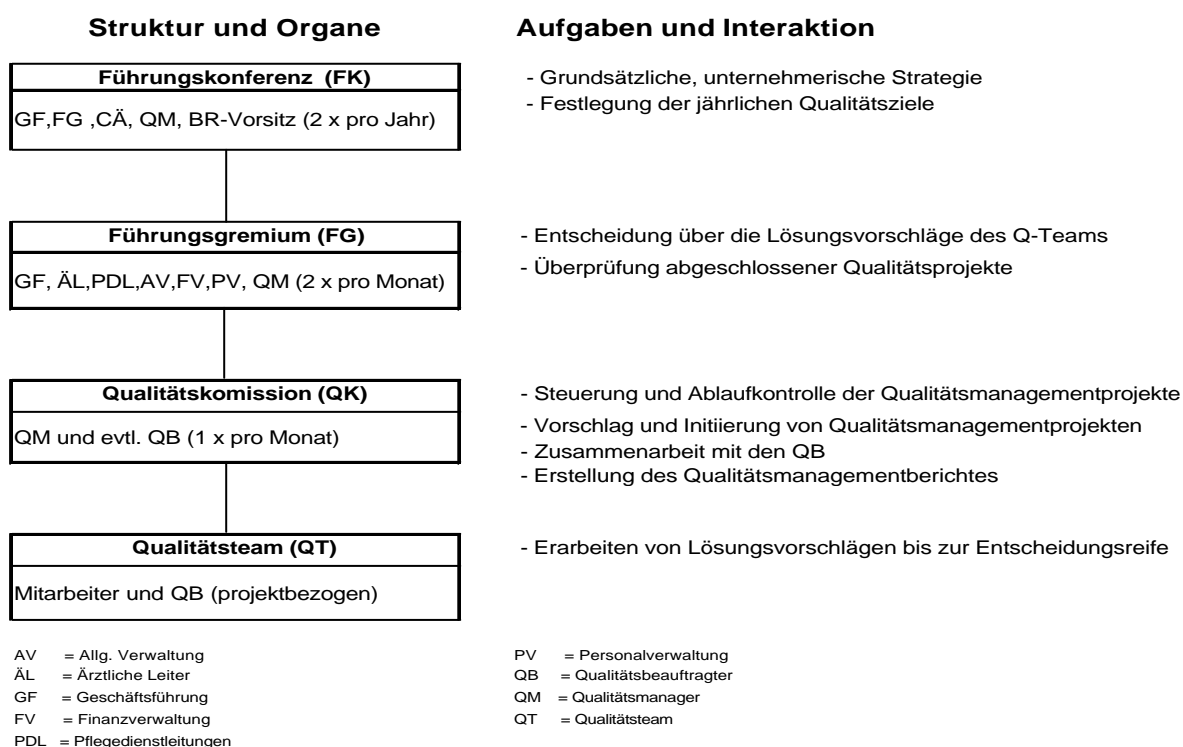 Struktur und Organe
Aufgaben und Interaktion
Führungskonferenz (FK)
GF,FG ,CÄ, QM, BR-Vorsitz (2 x pro Jahr)
- Grundsätzliche, unternehmerische Strategie
- Festlegung der jährlichen Qualitätsziele
Führungsgremium (FG)
GF, ÄL,PDL,AV,FV,PV, QM (2 x pro Monat)
- Entscheidung über die Lösungsvorschläge des Q-Teams
- Überprüfung abgeschlossener Qualitätsprojekte
Qualitätskomission (QK)
QM und evtl. QB (1 x pro Monat)
- Steuerung und Ablaufkontrolle der Qualitätsmanagementprojekte
- Vorschlag und Initiierung von Qualitätsmanagementprojekten
- Zusammenarbeit mit den QB
- Erstellung des Qualitätsmanagementberichtes
Qualitätsteam (QT)
Mitarbeiter und QB (projektbezogen)
- Erarbeiten von Lösungsvorschlägen bis zur Entscheidungsreife
AV = Allg. Verwaltung
ÄL = Ärztliche Leiter
GF = Geschäftsführung
FV = Finanzverwaltung
PDL = Pflegedienstleitungen
PV = Personalverwaltung
QB = Qualitätsbeauftragter
QM = Qualitätsmanager
QT = Qualitätsteam